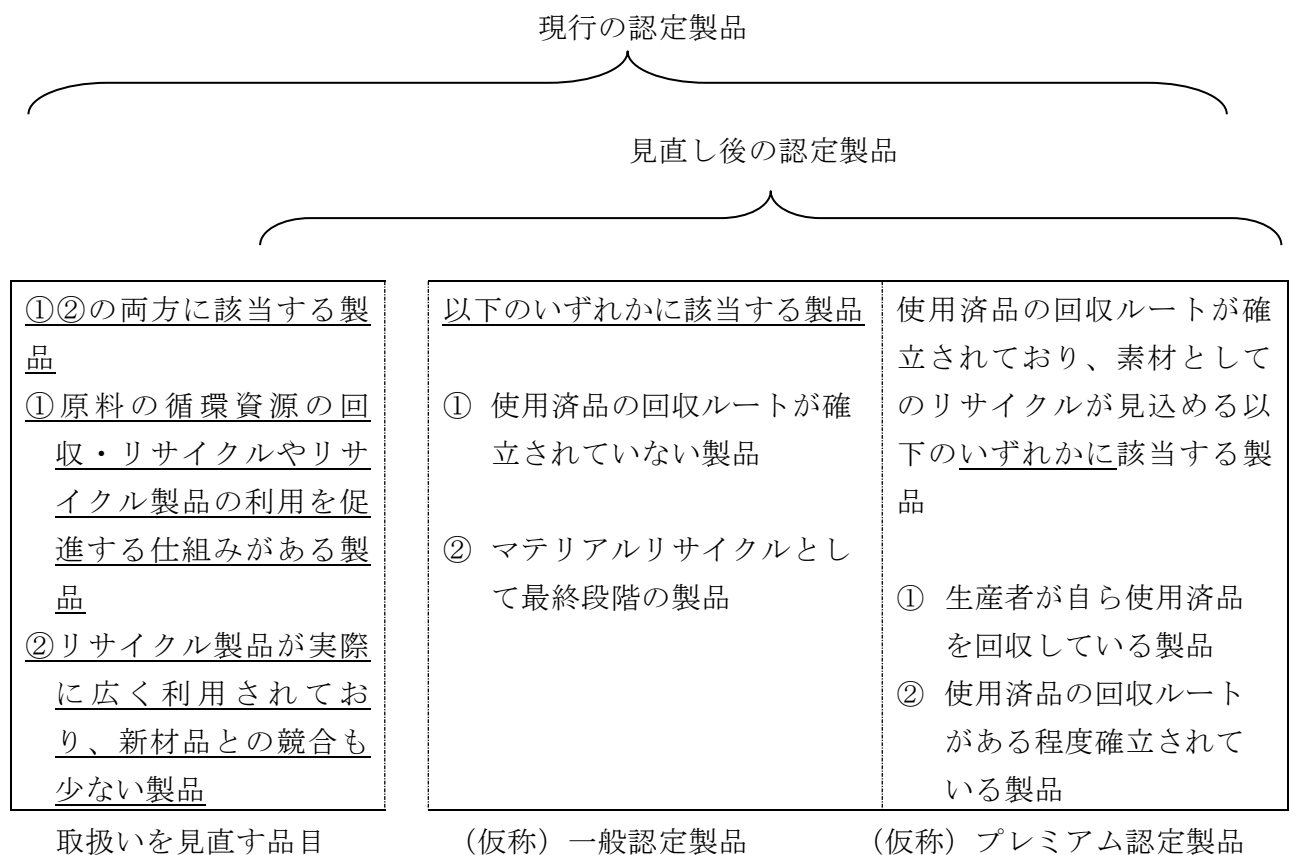 現行の認定製品
見直し後の認定製品
①②の両方に該当する製
品
①原料の循環資源の回
収・リサイクルやリサ
イクル製品の利用を促
進する仕組みがある製
品
②リサイクル製品が実際
に広く利用されてお
り、新材品との競合も
少ない製品
以下のいずれかに該当する製品
① 使用済品の回収ルートが確
立されていない製品
② マテリアルリサイクルとし
て最終段階の製品
使用済品の回収ルートが確
立されており、素材として
のリサイクルが見込める以
下のいずれかに該当する製
品
① 生産者が自ら使用済品
を回収している製品
② 使用済品の回収ルート
がある程度確立されて
いる製品
取扱いを見直す品目
（仮称）一般認定製品
（仮称）プレミアム認定製品